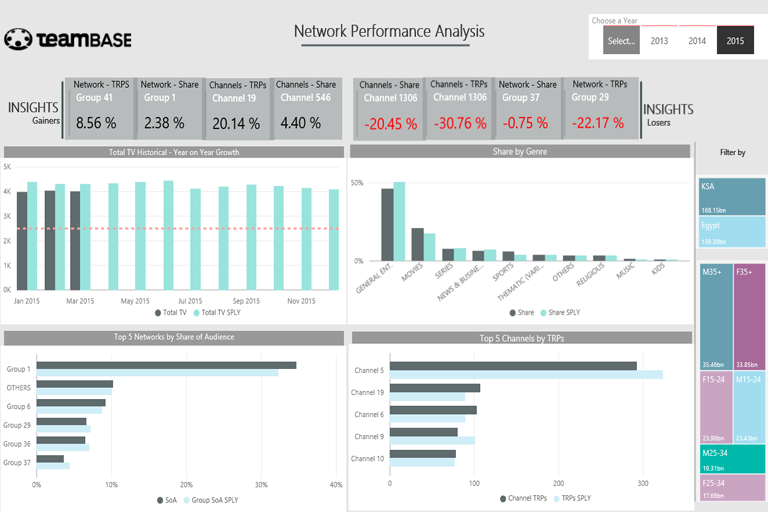 TEAMBASE
Network Performance Analysis
Choose a Year
Select... 2013 2014 2015
INSIGHTS
Gainers
Network - TRPS
Group 41
8.56 %
Network - Share
Group 1
2.38 %
Channels - TRPs
Channel 19
20.14 %
Channels - Share
Channel 546
4.40 %
Channels - Share
Channel 1306
-20.45 %
Channels - TRPs
Channel 1306
-30.76 %
Network - Share
Group 37
-0.75 %
Network - TRPs
Group 29
-22.17 %
INSIGHTS
Losers
Total TV Historical - Year on Year Growth
5K
4K
3K
2K
1K
0K
Jan 2015 Mar 2015 May 2015 Jul 2015 Sep 2015 Nov 2015
Total TV Total TV SPLY
Share by Genre
50%
0%
GENERAL ENT...
MOVIES
SERIES
NEWS & BUSINE...
SPORTS
THEMATIC (VARI...
OTHERS
RELIGIOUS
MUSIC
KIDS
Share Share SPLY
Top 5 Networks by Share of Audience
Group 1
OTHERS
Group 6
Group 29
Group 36
Group 37
0% 10% 20% 30% 40%
SoA Group SoA SPLY
Top 5 Channels by TRPs
Channel 5
Channel 19
Channel 6
Channel 9
Channel 10
0 100 200 300
Channel TRPs TRPs SPLY
Filter by
KSA
168.15bn
Egypt
M35+
35.46bn
F35+
33.85bn
F15-24
23.80bn
M15-24
23.43bn
M25-34
19.31bn
F25-34
17.66bn